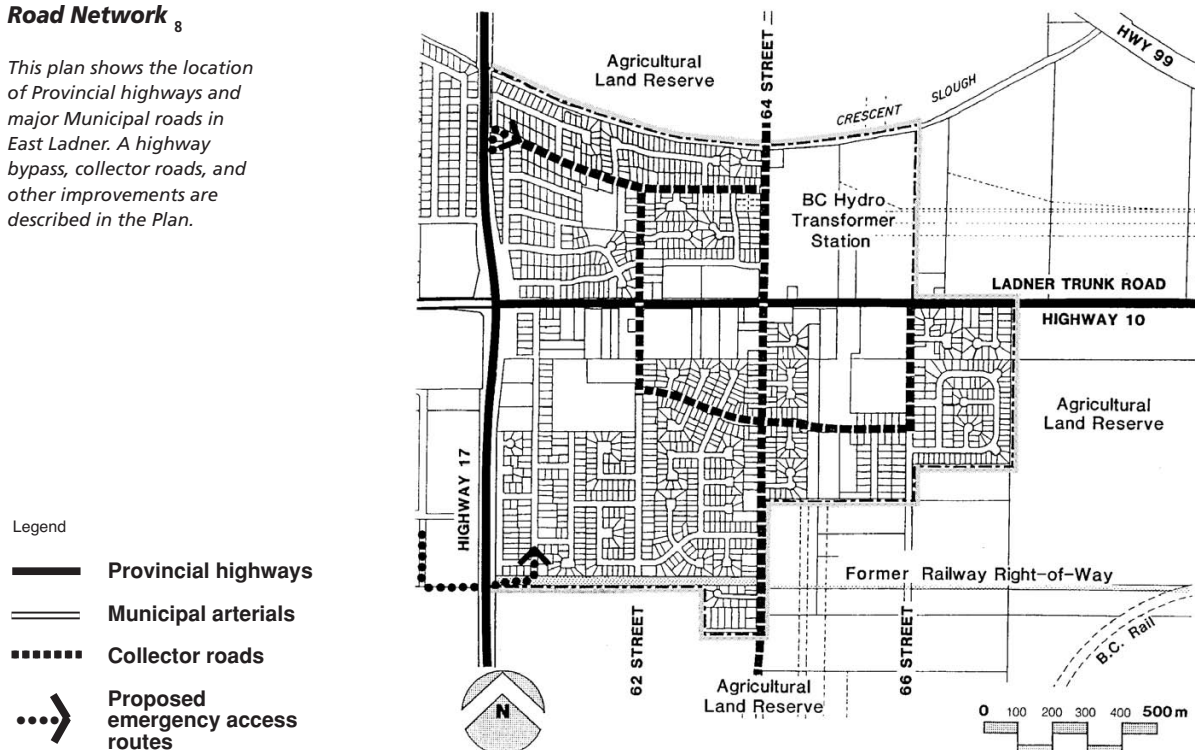 Road Network 8
This plan shows the location
of Provincial highways and
major Municipal roads in
East Ladner. A highway
bypass, collector roads, and
other improvements are
described in the Plan.
Agricultural
Land Reserve
64 STREET
HWY 99
CRESCENT SLOUGH
BC Hydro
Transformer
Station
LADNER TRUNK ROAD
HIGHWAY 10
Agricultural
Land Reserve
HIGHWAY 17
Former Railway Right-of-Way
B.C. Rail
62 STREET
66 STREET
Agricultural
Land Reserve
N
0 100 200 300 400 500 m
Legend
Provincial highways
Municipal arterials
Collector roads
Proposed
emergency access
routes